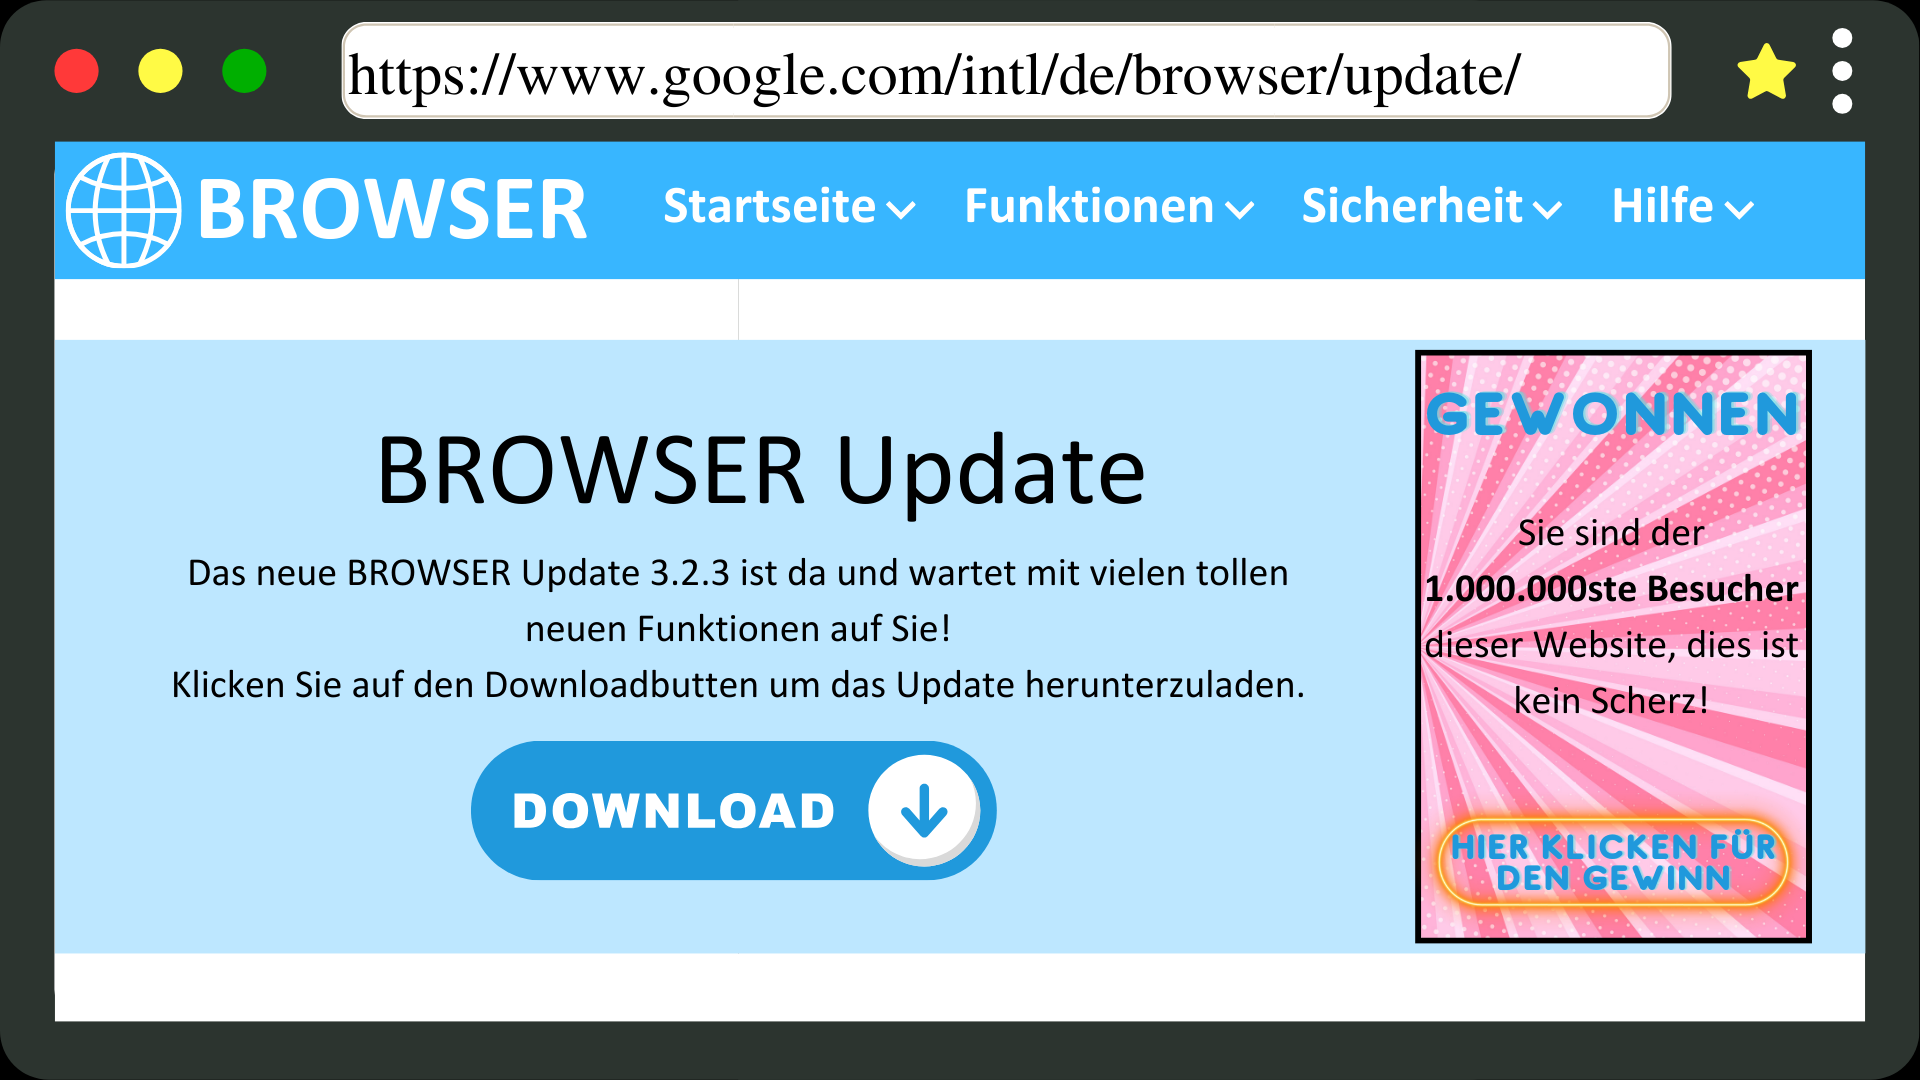 https://www.google.com/intl/de/browser/update/
BROWSER
Startseite
Funktionen
Sicherheit
Hilfe
BROWSER Update
Das neue BROWSER Update 3.2.3 ist da und wartet mit vielen tollen
neuen Funktionen auf Sie!
Klicken Sie auf den Downloadbutten um das Update herunterzuladen.
DOWNLOAD
GEWONNEN
Sie sind der
1.000.000ste Besucher
dieser Website, dies ist
kein Scherz!
HIER KLICKEN FÜR
DEN GEWINN